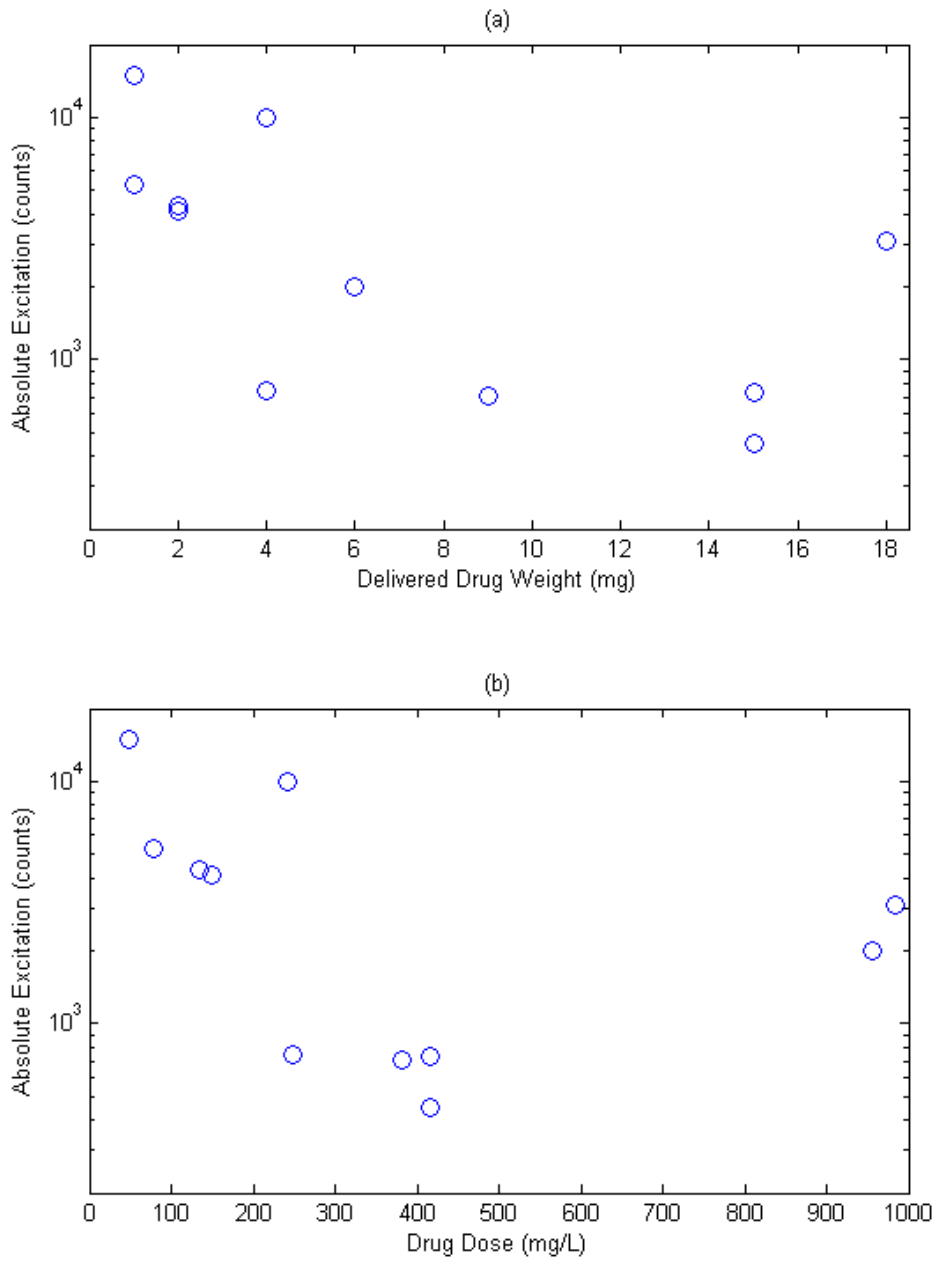 (a)
Absolute Excitation (counts)
10^4
10^3
0 2 4 6 8 10 12 14 16 18
Delivered Drug Weight (mg)
(b)
Absolute Excitation (counts)
10^4
10^3
0 100 200 300 400 500 600 700 800 900 1000
Drug Dose (mg/L)